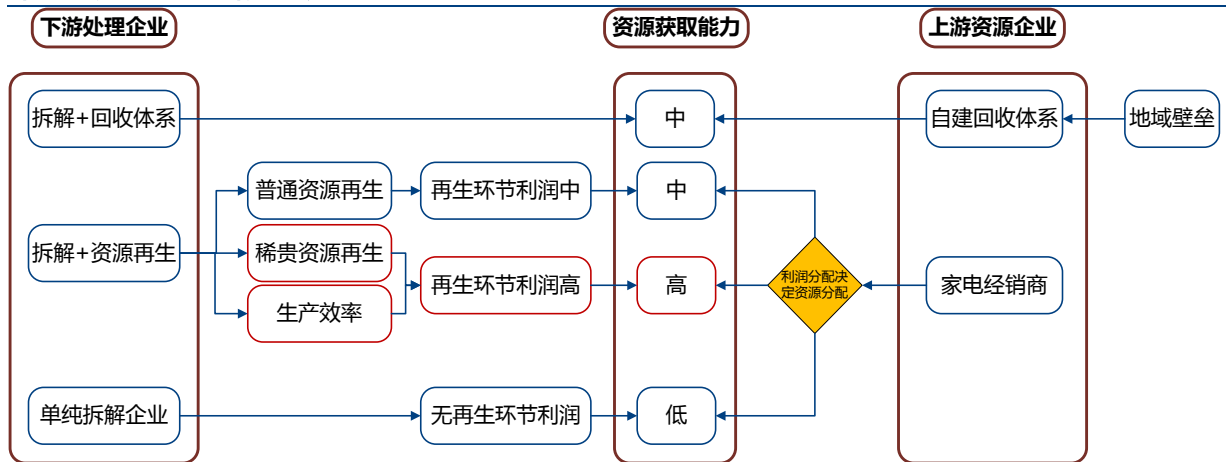 下游处理企业
资源获取能力
上游资源企业
拆解+回收体系
中
自建回收体系
地域壁垒
普通资源再生
再生环节利润中
中
拆解+资源再生
稀贵资源再生
再生环节利润高
高
利润分配决
定资源分配
家电经销商
生产效率
单纯拆解企业
无再生环节利润
低